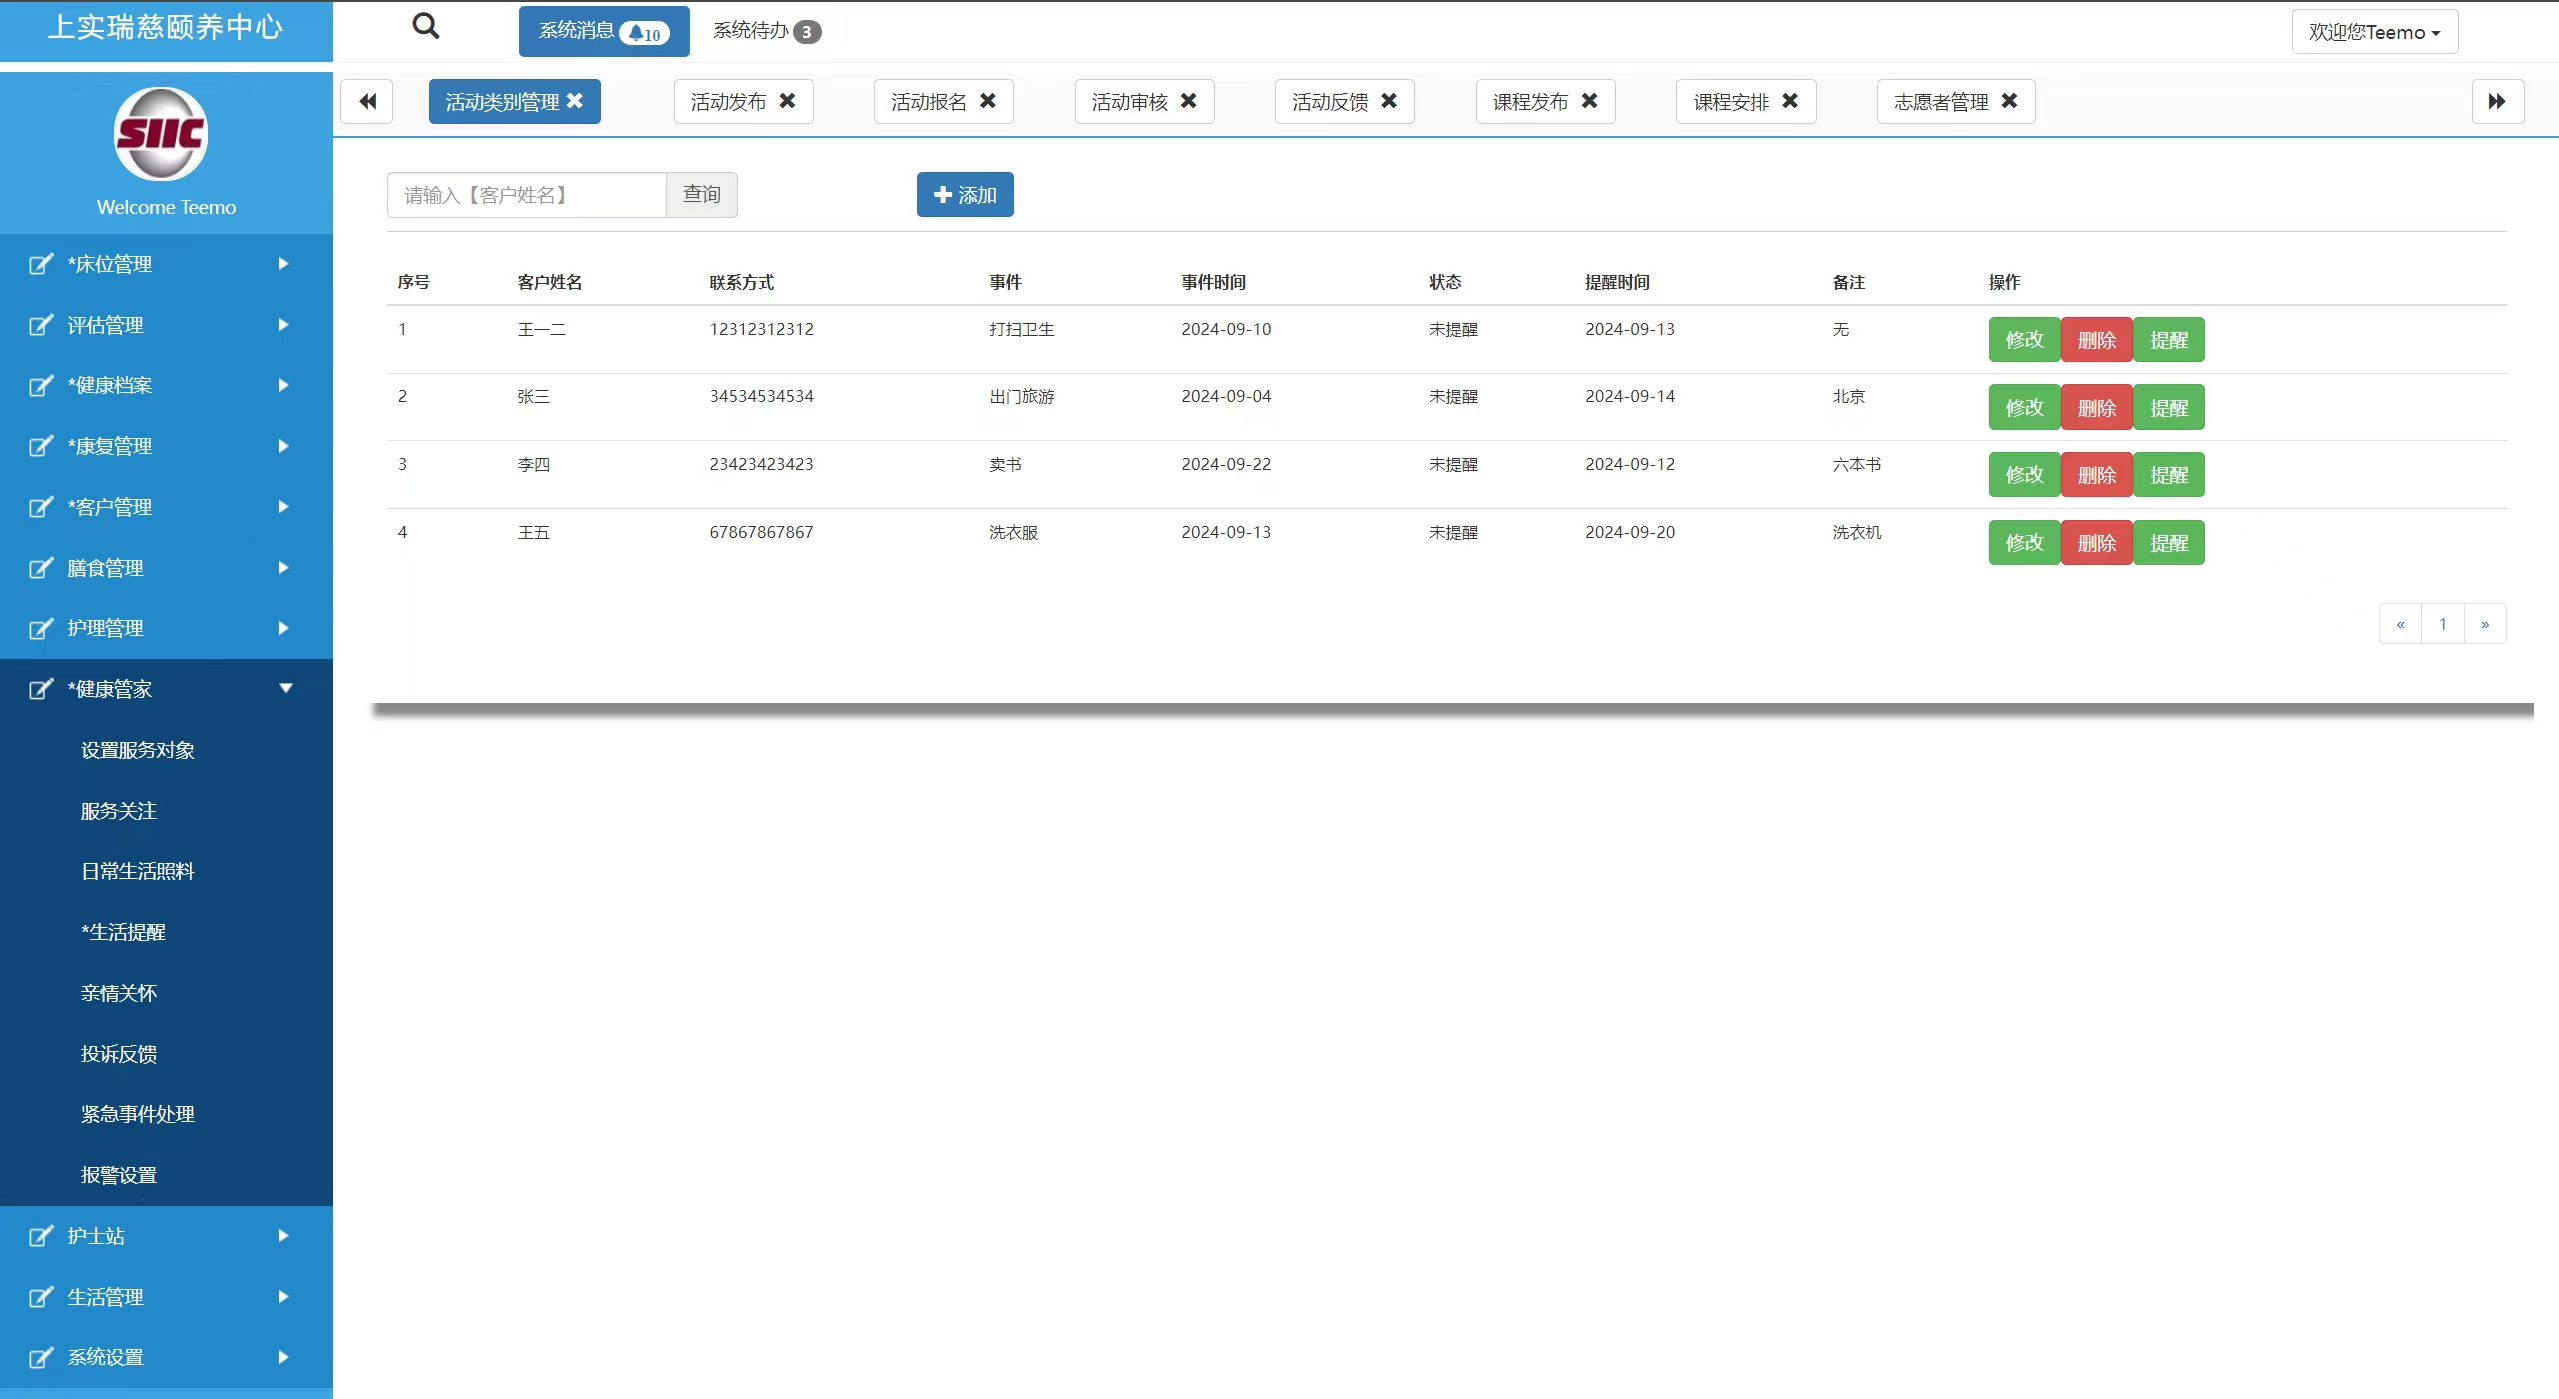 上实瑞慈颐养中心
系统消息 10
系统待办 3
欢迎您Teemo
SIIC
Welcome Teemo
活动类别管理
活动发布
活动报名
活动审核
活动反馈
课程发布
课程安排
志愿者管理
请输入【客户姓名】 查询
添加
序号 客户姓名 联系方式 事件 事件时间 状态 提醒时间 备注 操作
1 王一二 12312312312 打扫卫生 2024-09-10 未提醒 2024-09-13 无 修改 删除 提醒
2 张三 34534534534 出门旅游 2024-09-04 未提醒 2024-09-14 北京 修改 删除 提醒
3 李四 23423423423 卖书 2024-09-22 未提醒 2024-09-12 六本书 修改 删除 提醒
4 王五 67867867867 洗衣服 2024-09-13 未提醒 2024-09-20 洗衣机 修改 删除 提醒
« 1 »
*床位管理
评估管理
*健康档案
*康复管理
*客户管理
膳食管理
护理管理
*健康管家
设置服务对象
服务关注
日常生活照料
*生活提醒
亲情关怀
投诉反馈
紧急事件处理
报警设置
护士站
生活管理
系统设置